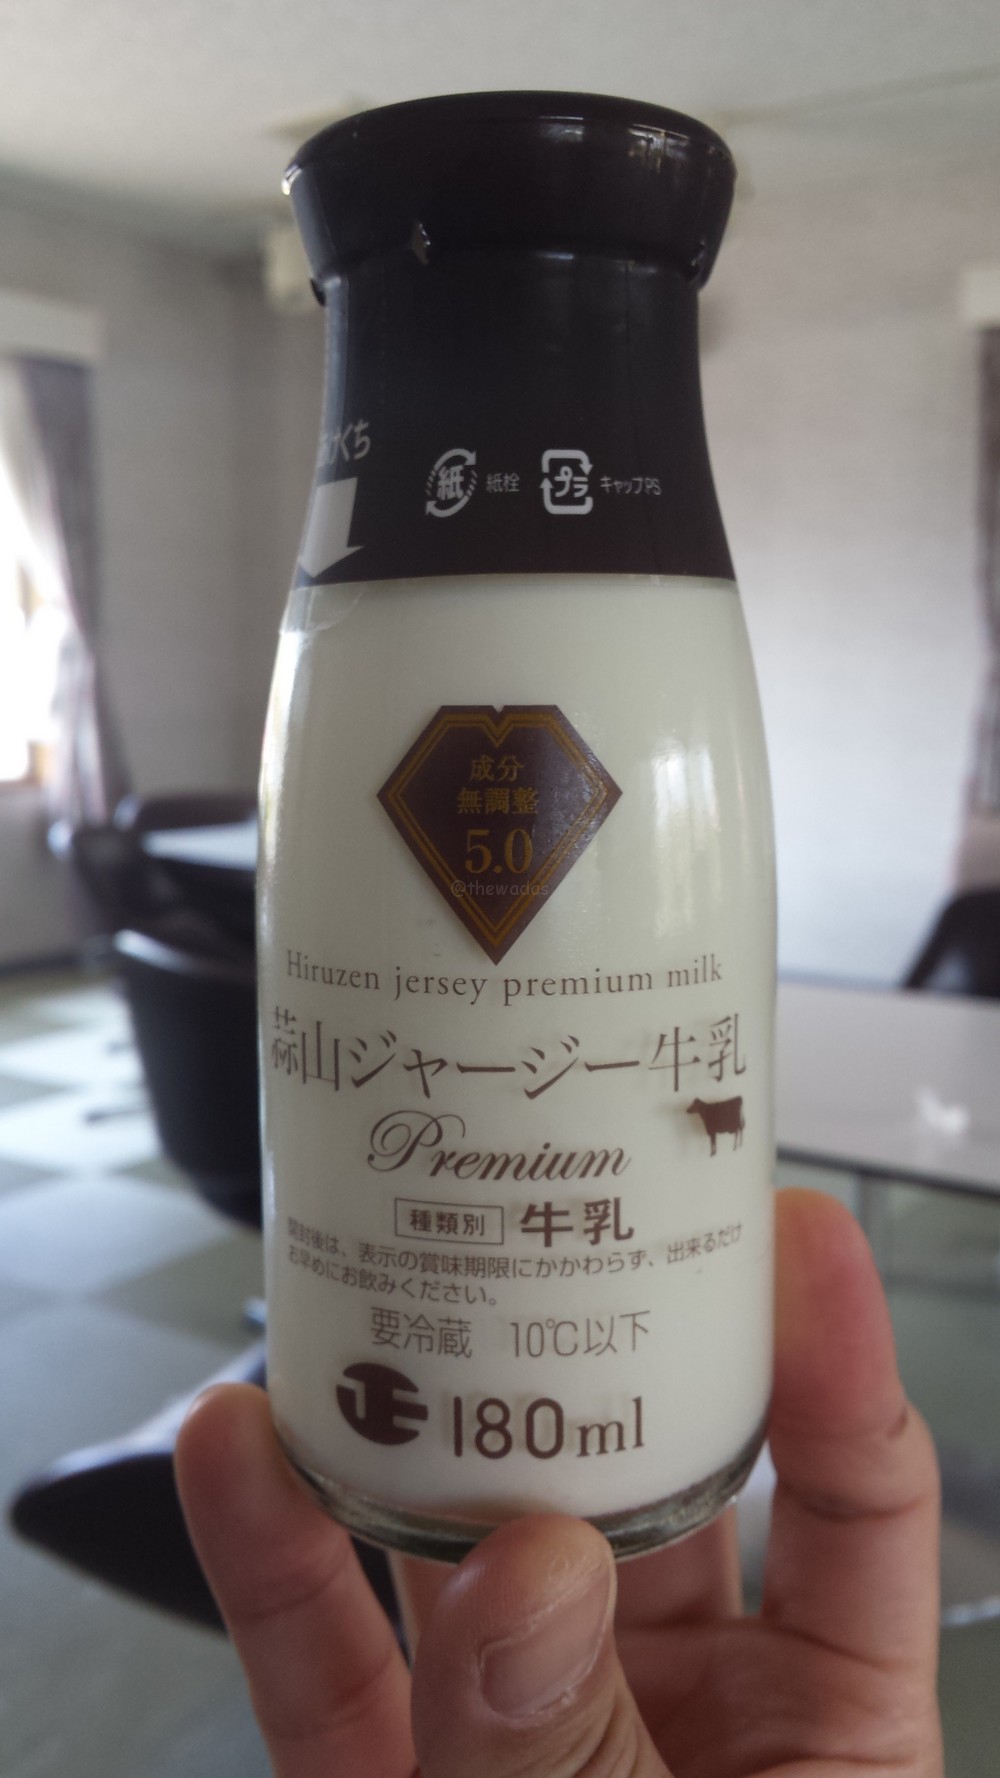 紙 紙栓 プラ キャップPS
成分
無調整
5.0
@thewadas
Hiruzen jersey premium milk
蒜山ジャージー牛乳
Premium
種類別 牛乳
開封後は、表示の賞味期限にかかわらず、出来るだけ
お早めにお飲みください。
要冷蔵 10℃以下
正 180ml